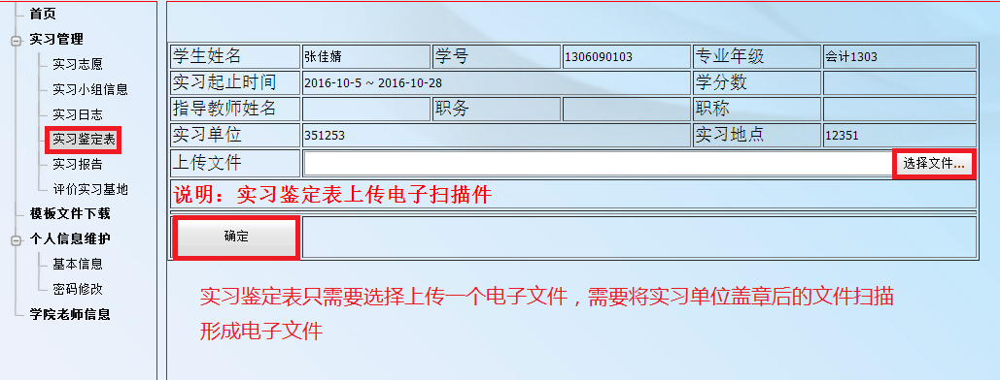 首页
实习管理
实习志愿
实习小组信息
实习日志
实习鉴定表
实习报告
评价实习基地
模板文件下载
个人信息维护
基本信息
密码修改
学院老师信息
学生姓名 张佳婧 学号 1306090103 专业年级 会计1303
实习起止时间 2016-10-5 ~ 2016-10-28 学分数
指导教师姓名 职务 职称
实习单位 351253 实习地点 12351
上传文件 选择文件...
说明：实习鉴定表上传电子扫描件
确定
实习鉴定表只需要选择上传一个电子文件，需要将实习单位盖章后的文件扫描
形成电子文件